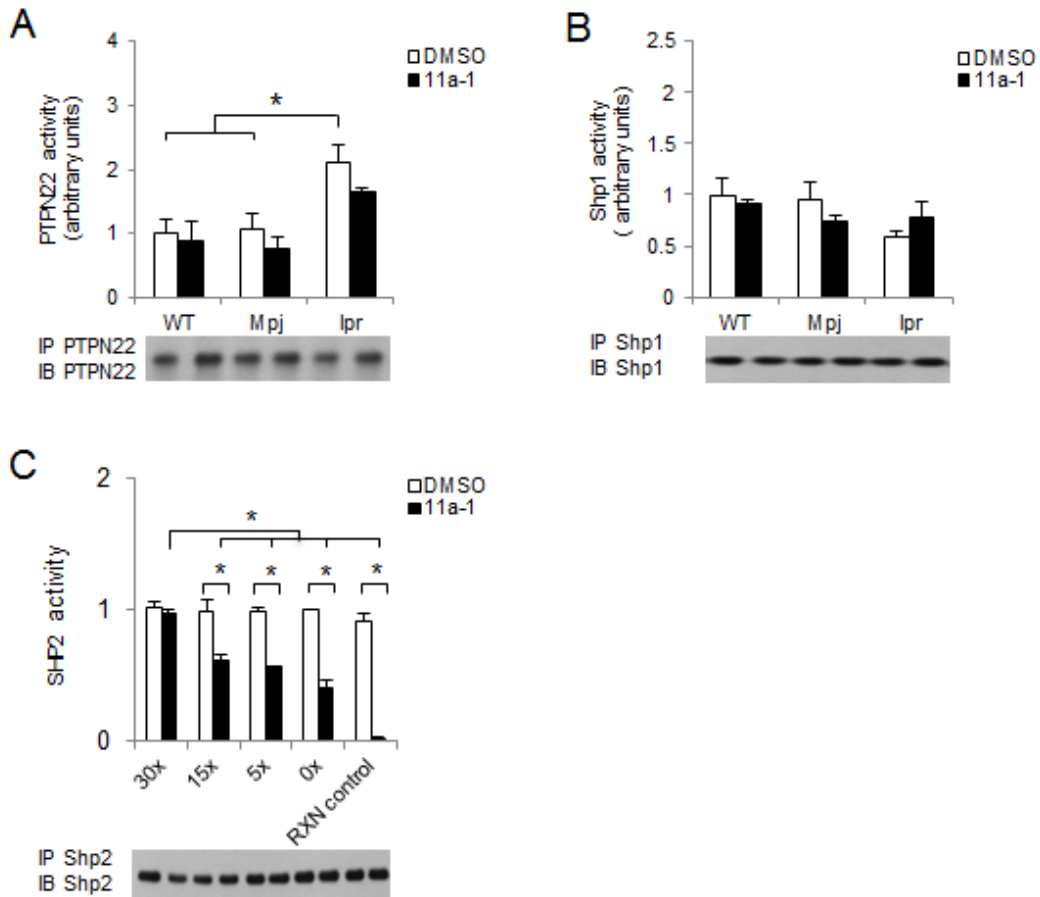 A
PTPN22 activity
(arbitrary units)
4
3
2
1
0
*
DMSO
11a-1
WT Mpj lpr
IP PTPN22
IB PTPN22
B
Shp1 activity
( arbitrary units)
2.5
2
1.5
1
0.5
0
DMSO
11a-1
WT Mpj lpr
IP Shp1
IB Shp1
C
SHP2 activity
2
1
0
*
* * * *
DMSO
11a-1
30x 15x 5x 0x RXN control
IP Shp2
IB Shp2